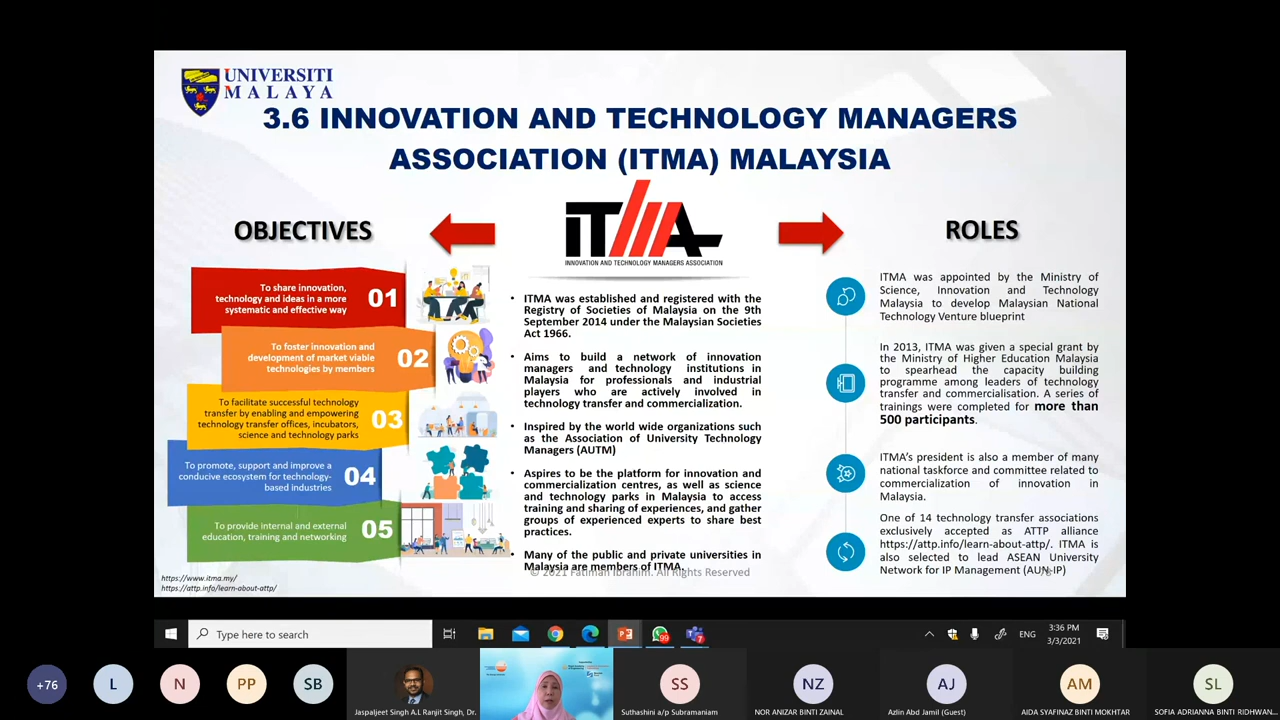 UNIVERSITI
MALAYA
3.6 INNOVATION AND TECHNOLOGY MANAGERS
ASSOCIATION (ITMA) MALAYSIA
OBJECTIVES
To share innovation,
technology and ideas in a more
systematic and effective way
01
To foster innovation and
development of market viable
technologies by members
02
To facilitate successful technology
transfer by enabling and empowering
technology transfer offices, incubators,
science and technology parks
03
To promote, support and improve a
conducive ecosystem for technology-
based industries
04
To provide internal and external
education, training and networking
05
https://www.itma.my/
https://attp.info/learn-about-attp/
ITMA
INNOVATION AND TECHNOLOGY MANAGERS ASSOCIATION
• ITMA was established and registered with the
Registry of Societies of Malaysia on the 9th
September 2014 under the Malaysian Societies
Act 1966.
• Aims to build a network of innovation
managers and technology institutions in
Malaysia for professionals and industrial
players who are actively involved in
technology transfer and commercialization.
• Inspired by the world wide organizations such
as the Association of University Technology
Managers (AUTM)
• Aspires to be the platform for innovation and
commercialization centres, as well as science
and technology parks in Malaysia to access
training and sharing of experiences, and gather
groups of experienced experts to share best
practices.
• Many of the public and private universities in
Malaysia are members of ITMA.
© 2021 Fatimah Ibrahim. All Rights Reserved
ROLES
ITMA was appointed by the Ministry of
Science, Innovation and Technology
Malaysia to develop Malaysian National
Technology Venture blueprint
In 2013, ITMA was given a special grant by
the Ministry of Higher Education Malaysia
to spearhead the capacity building
programme among leaders of technology
transfer and commercialisation. A series of
trainings were completed for more than
500 participants.
ITMA's president is also a member of many
national taskforce and committee related to
commercialization of innovation in
Malaysia.
One of 14 technology transfer associations
exclusively accepted as ATTP alliance
https://attp.info/learn-about-attp/. ITMA is
also selected to lead ASEAN University
Network for IP Management (AUN-IP)
Type here to search
99
7
ENG
3:36 PM
3/3/2021
+76
L
N
PP
SB
Jaspaljeet Singh A.L Ranjit Singh, Dr.
SS
Suthashini a/p Subramaniam
NZ
NOR ANIZAR BINTI ZAINAL
AJ
Azlin Abd Jamil (Guest)
AM
AIDA SYAFINAZ BINTI MOKHTAR
SL
SOFIA ADRIANNA BINTI RIDHWAN...